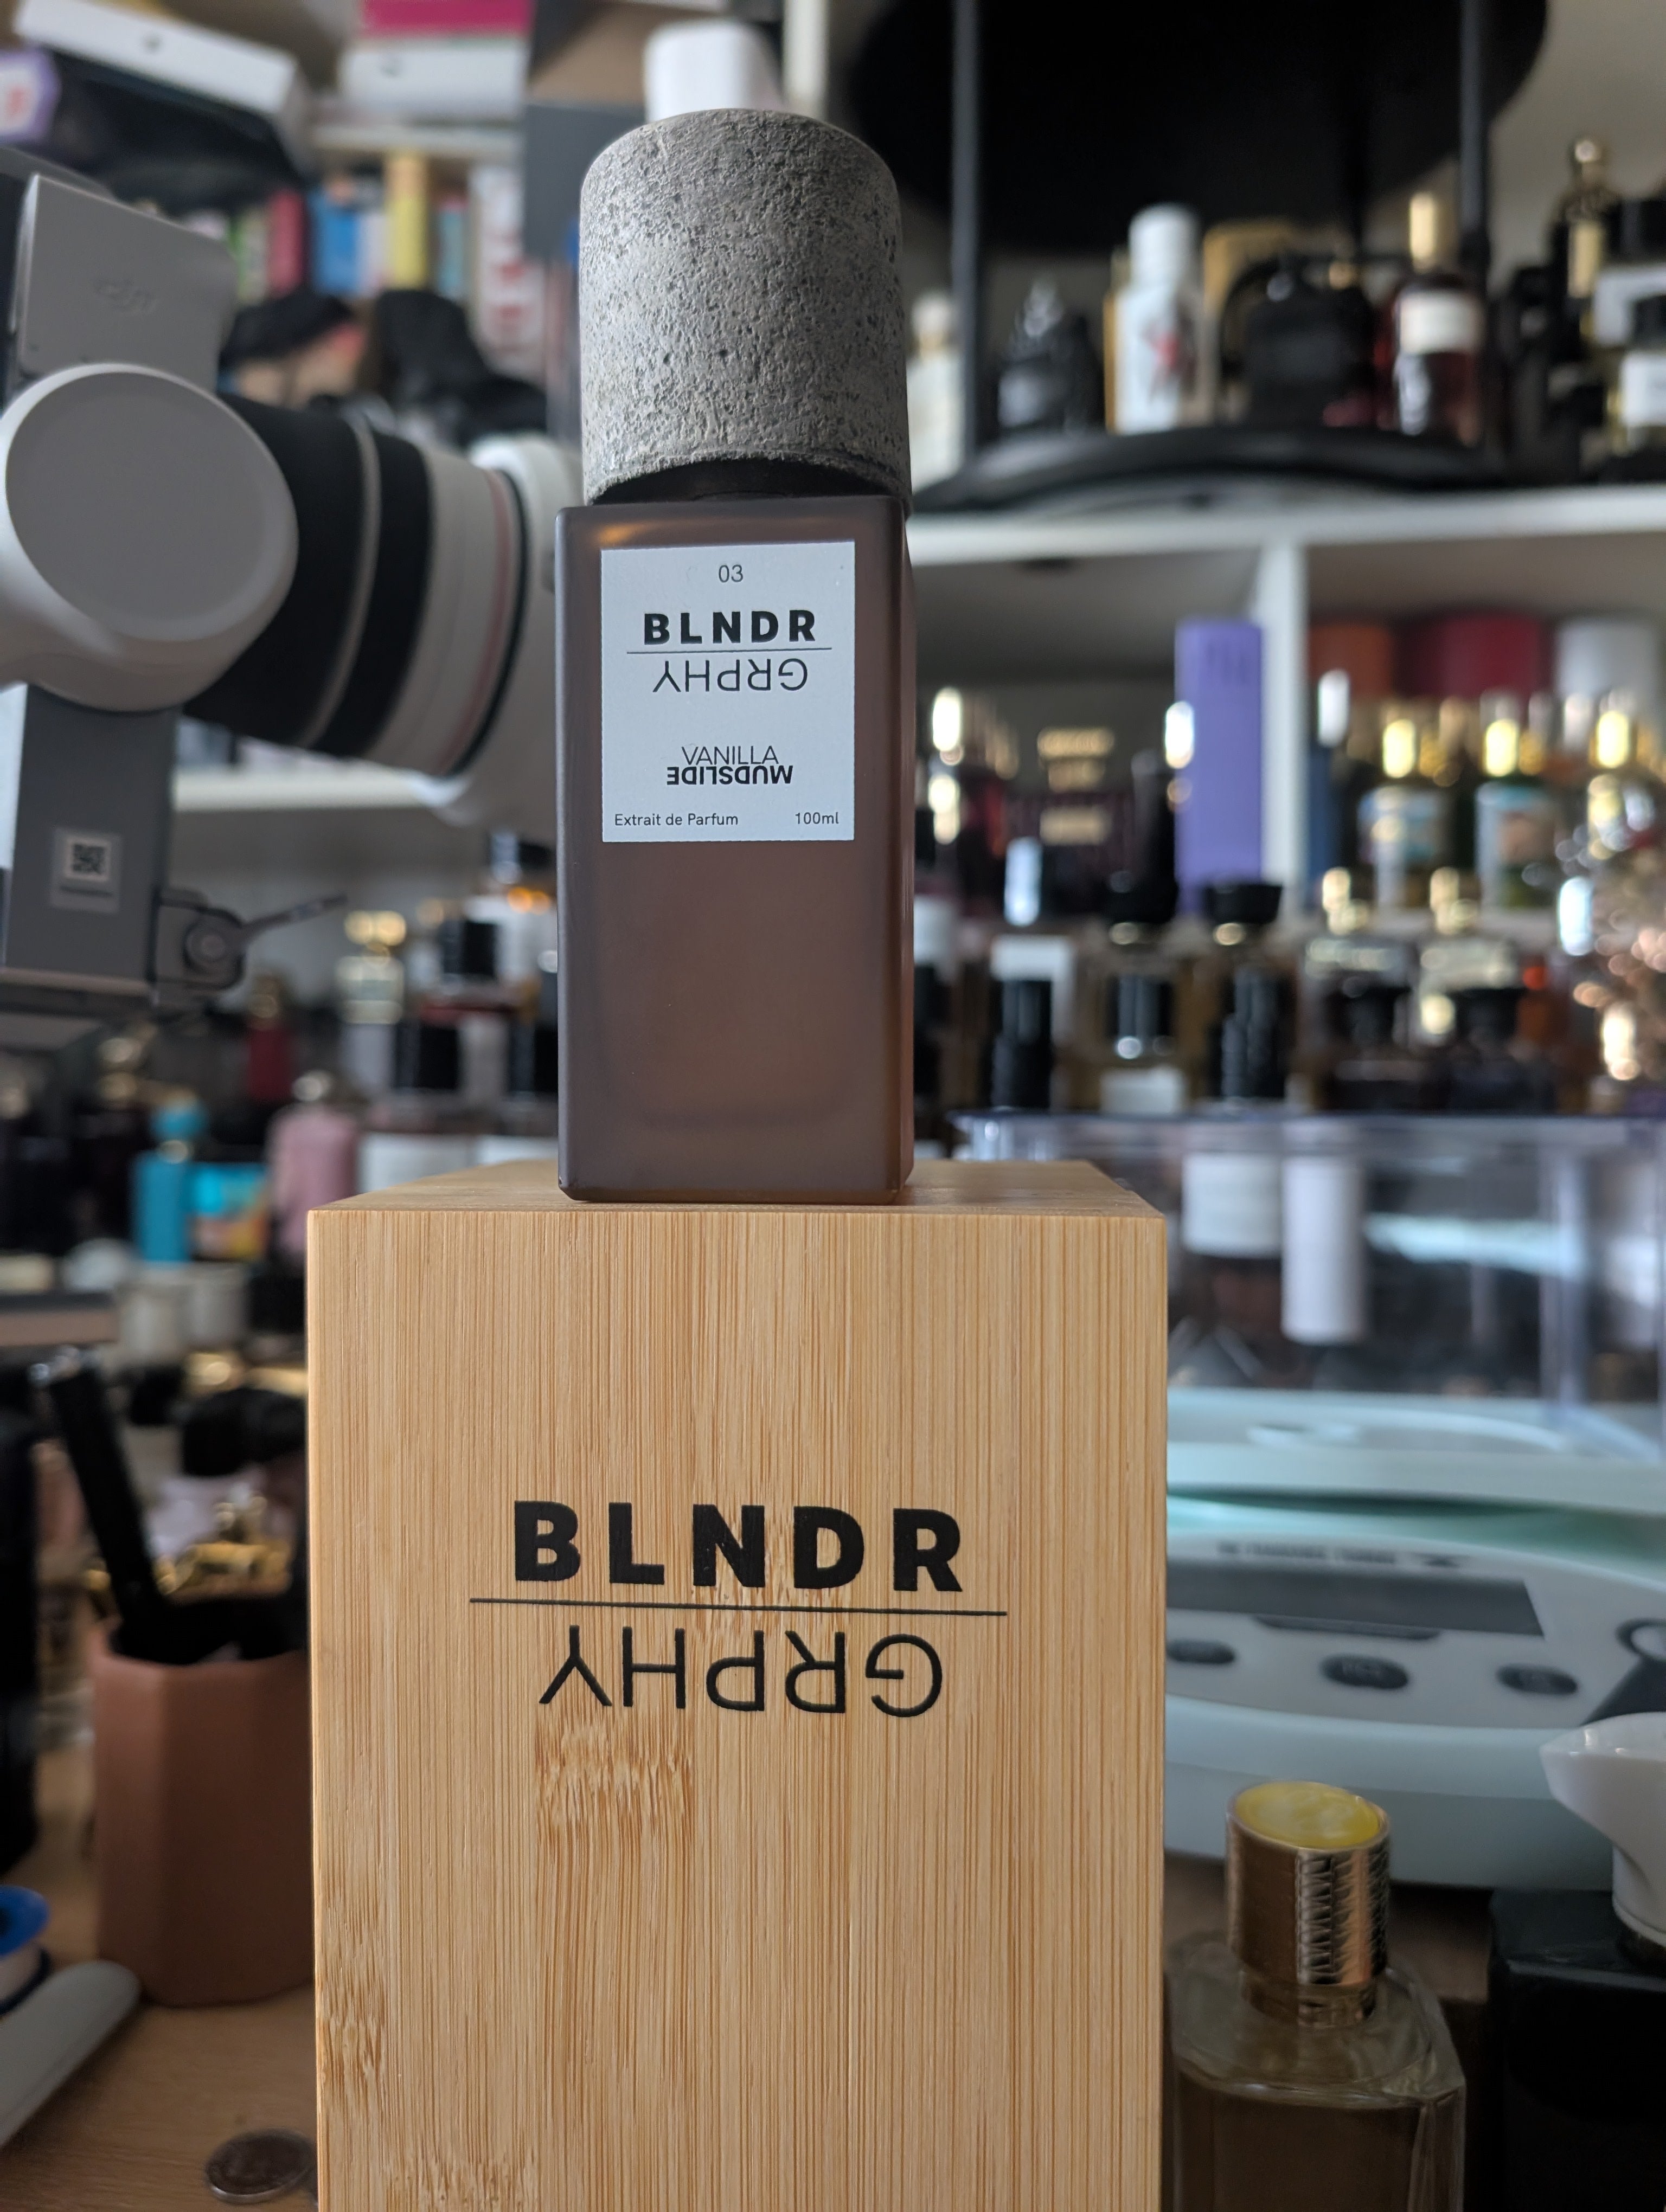 03
BLNDR
GRPHY
VANILLA
MUDSLIDE
Extrait de Parfum 100ml
BLNDR
GRPHY